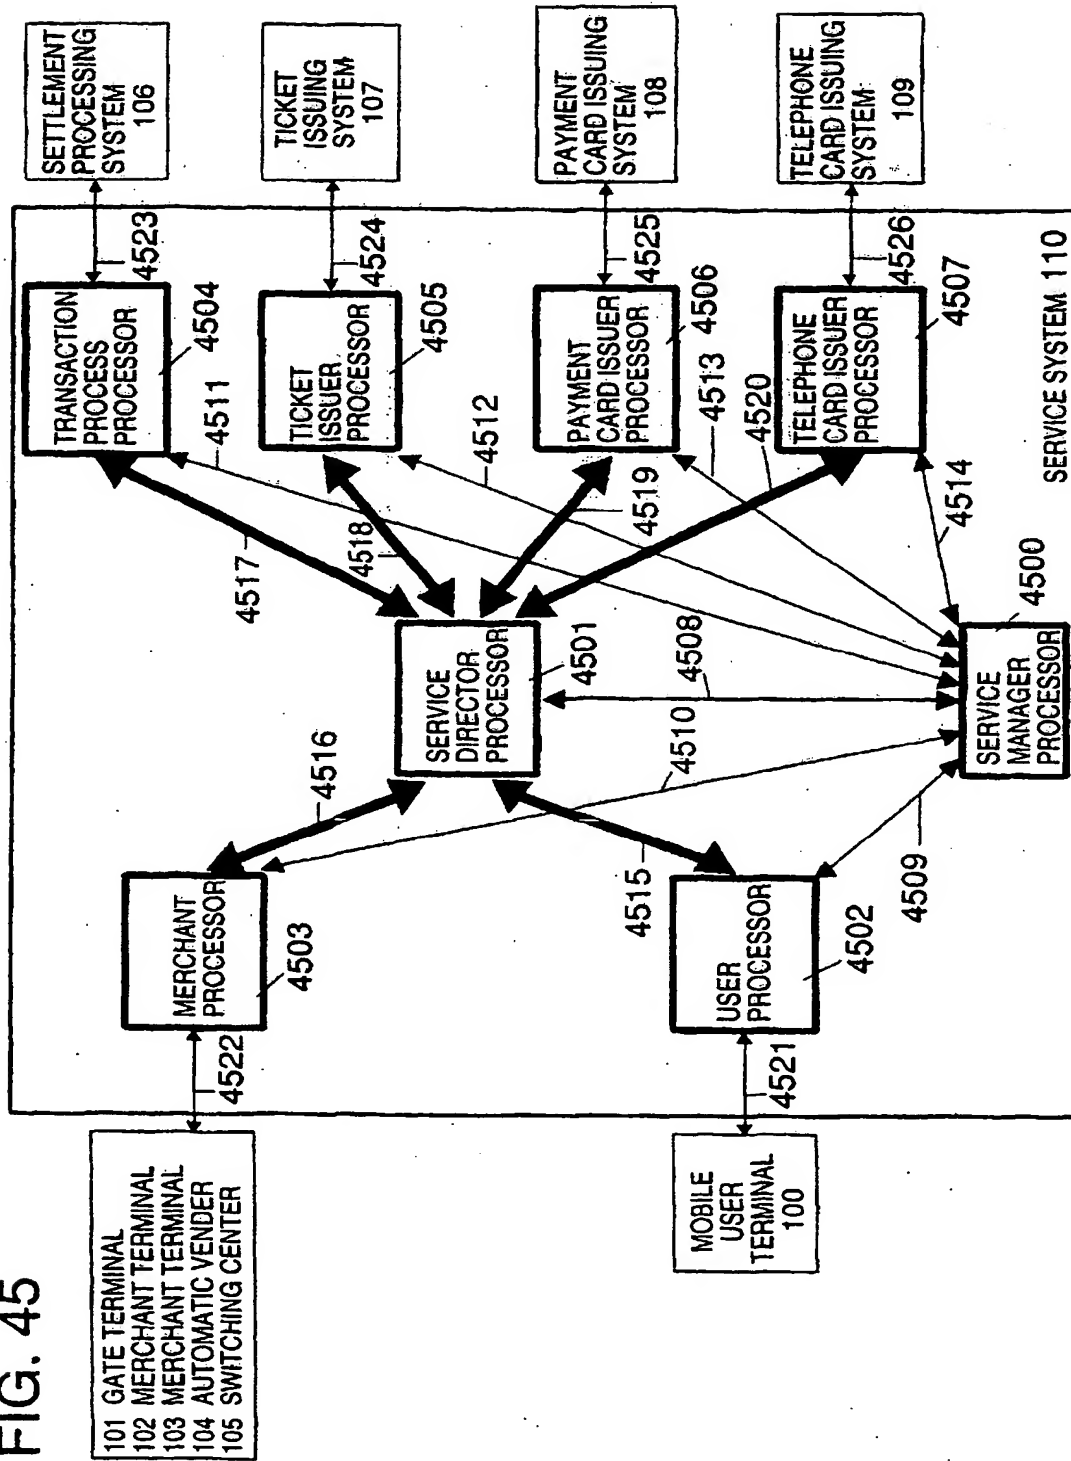 FIG. 45
101 GATE TERMINAL
102 MERCHANT TERMINAL
103 MERCHANT TERMINAL
104 AUTOMATIC VENDER
105 SWITCHING CENTER
MOBILE
USER
TERMINAL
100
4522
4521
MERCHANT
PROCESSOR
4503
USER
PROCESSOR
4502
4516
4515
4510
4509
SERVICE
DIRECTOR
PROCESSOR
4501
4508
SERVICE
MANAGER
PROCESSOR
4500
4517
4518
4519
4520
4511
4512
4513
4514
TRANSACTION
PROCESS
PROCESSOR
4504
TICKET
ISSUER
PROCESSOR
4505
PAYMENT
CARD ISSUER
PROCESSOR
4506
TELEPHONE
CARD ISSUER
PROCESSOR
4507
4523
4524
4525
4526
SERVICE SYSTEM 110
SETTLEMENT
PROCESSING
SYSTEM
106
TICKET
ISSUING
SYSTEM
107
PAYMENT
CARD ISSUING
SYSTEM
108
TELEPHONE
CARD ISSUING
SYSTEM
109